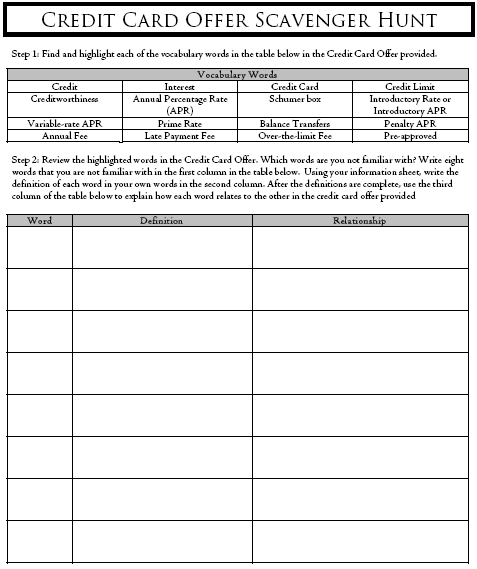 CREDIT CARD OFFER SCAVENGER HUNT
Step 1: Find and highlight each of the vocabulary words in the table below in the Credit Card Offer provided.
Vocabulary Words
Credit Interest Credit Card Credit Limit
Creditworthiness Annual Percentage Rate (APR) Schumer box Introductory Rate or Introductory APR
Variable-rate APR Prime Rate Balance Transfers Penalty APR
Annual Fee Late Payment Fee Over-the-limit Fee Pre-approved
Step 2: Review the highlighted words in the Credit Card Offer. Which words are you not familiar with? Write eight
words that you are not familiar with in the first column in the table below. Using your information sheet, write the
definition of each word in your own words in the second column. After the definitions are complete, use the third
column of the table below to explain how each word relates to the other in the credit card offer provided
Word Definition Relationship